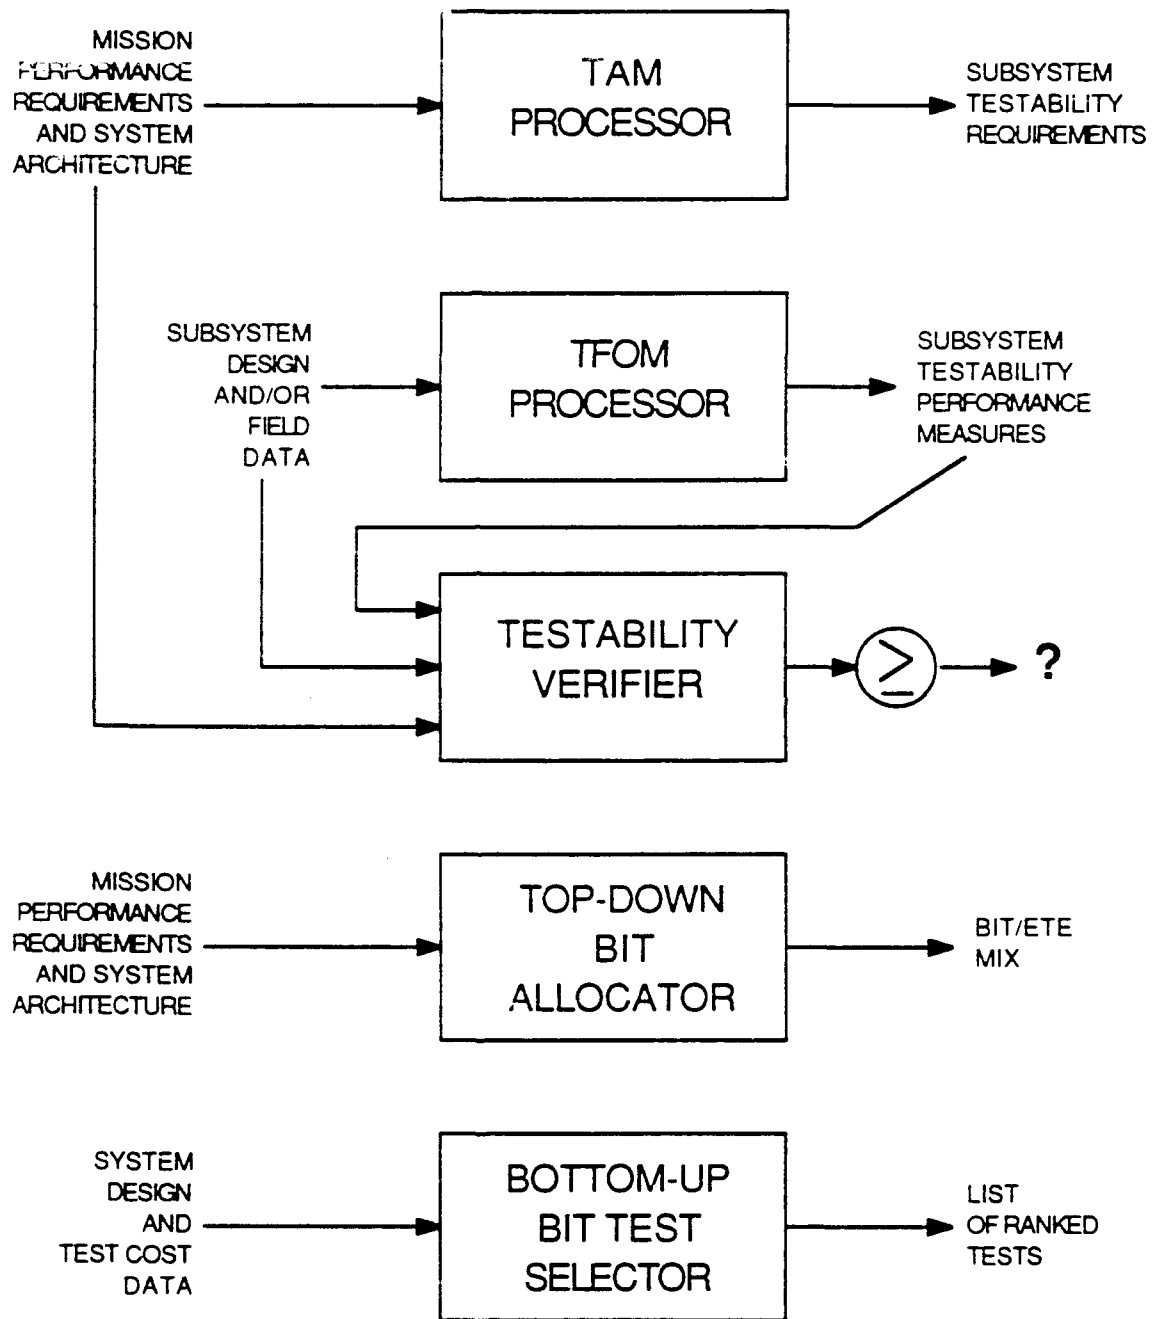 MISSION
PERFORMANCE
REQUIREMENTS
AND SYSTEM
ARCHITECTURE
TAM
PROCESSOR
SUBSYSTEM
TESTABILITY
REQUIREMENTS
SUBSYSTEM
DESIGN
AND/OR
FIELD
DATA
TFOM
PROCESSOR
SUBSYSTEM
TESTABILITY
PERFORMANCE
MEASURES
TESTABILITY
VERIFIER
≥
?
MISSION
PERFORMANCE
REQUIREMENTS
AND SYSTEM
ARCHITECTURE
TOP-DOWN
BIT
ALLOCATOR
BIT/ETE
MIX
SYSTEM
DESIGN
AND
TEST COST
DATA
BOTTOM-UP
BIT TEST
SELECTOR
LIST
OF RANKED
TESTS